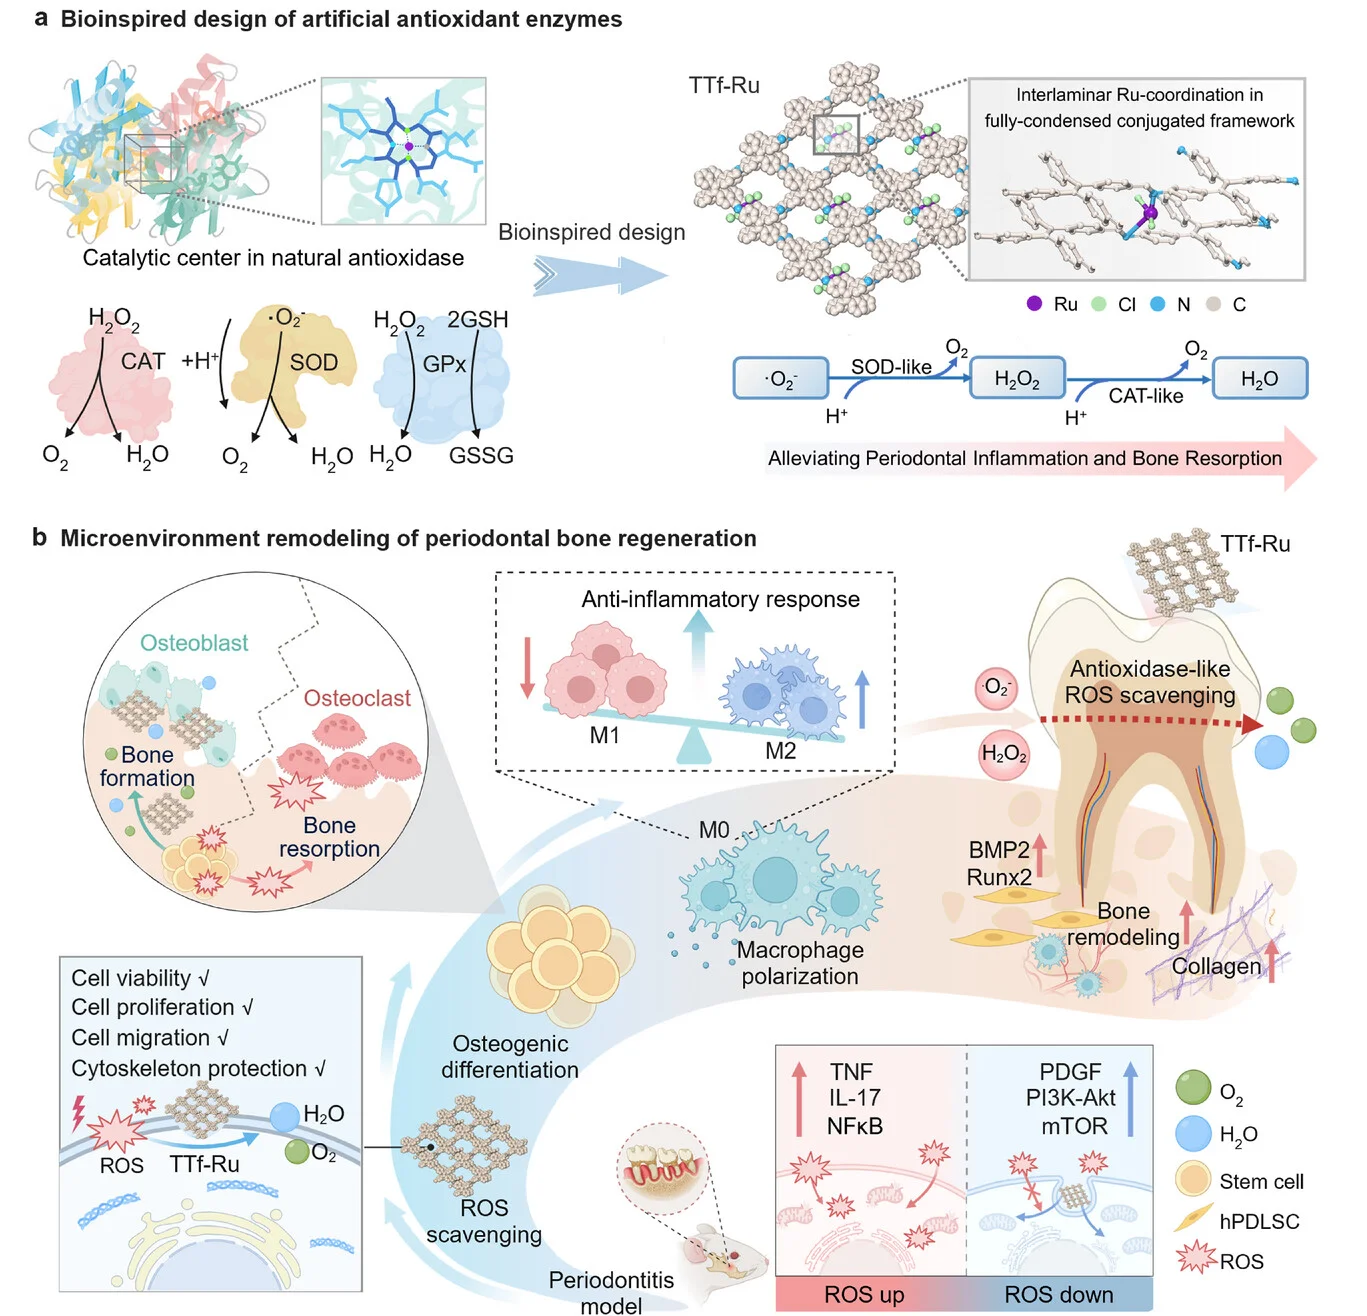 a Bioinspired design of artificial antioxidant enzymes
Catalytic center in natural antioxidase
H₂O₂
CAT
O₂
H₂O
+H⁺
·O₂⁻
SOD
O₂
H₂O
H₂O₂
2GSH
GPx
H₂O
GSSG
Bioinspired design
TTf-Ru
Interlaminar Ru-coordination in
fully-condensed conjugated framework
Ru
Cl
N
C
·O₂⁻
SOD-like
H⁺
O₂
H₂O₂
CAT-like
H⁺
O₂
H₂O
Alleviating Periodontal Inflammation and Bone Resorption
b Microenvironment remodeling of periodontal bone regeneration
Osteoblast
Osteoclast
Bone
formation
Bone
resorption
Anti-inflammatory response
M1
M2
M0
Macrophage
polarization
TTf-Ru
Antioxidase-like
ROS scavenging
·O₂⁻
H₂O₂
BMP2
Runx2
Bone
remodeling
Collagen
Osteogenic
differentiation
Cell viability √
Cell proliferation √
Cell migration √
Cytoskeleton protection √
ROS
TTf-Ru
H₂O
O₂
ROS
scavenging
Periodontitis
model
TNF
IL-17
NFκB
ROS up
PDGF
PI3K-Akt
mTOR
ROS down
O₂
H₂O
Stem cell
hPDLSC
ROS